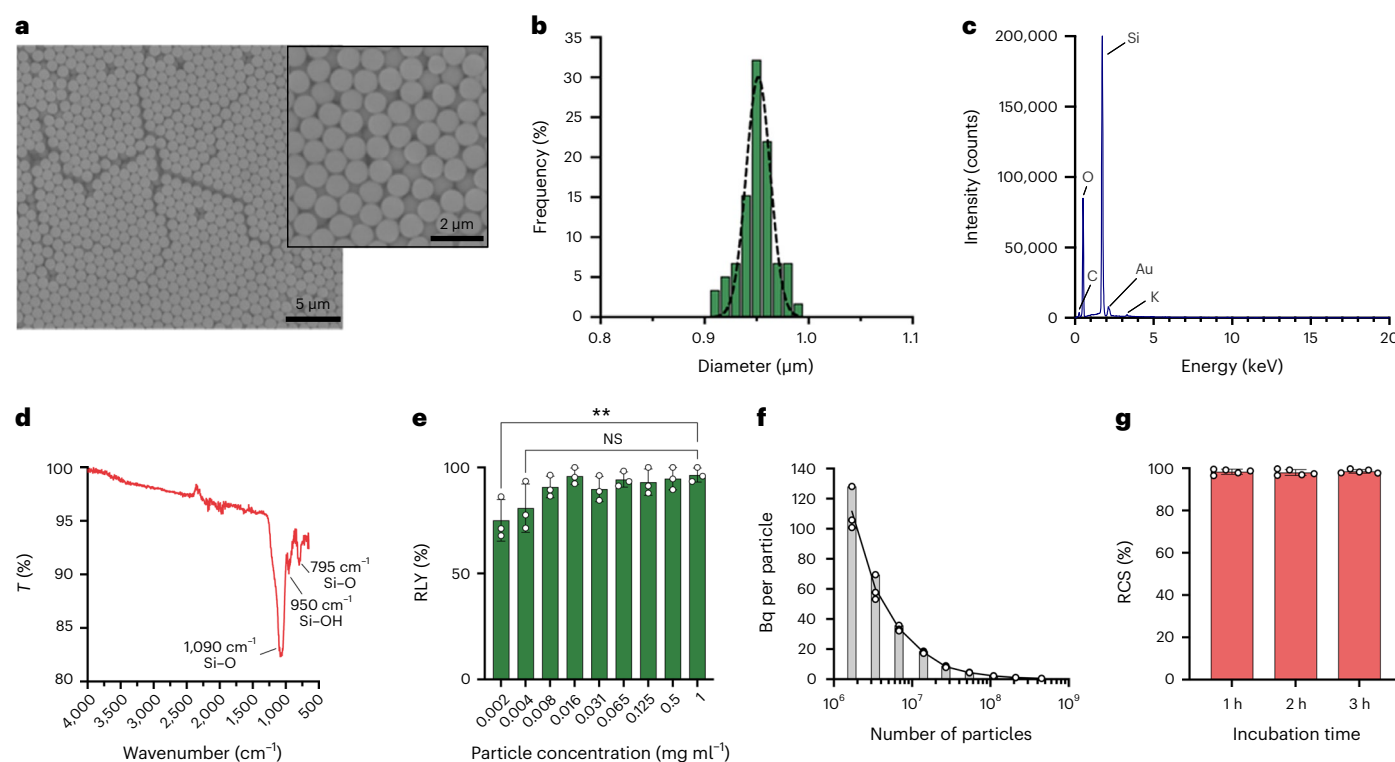 a
2 µm
5 µm
b
35
30
25
20
15
10
5
0
Frequency (%)
0.8
0.9
1.0
1.1
Diameter (µm)
c
200,000
150,000
100,000
50,000
0
Intensity (counts)
Si
O
C
Au
K
0
5
10
15
20
Energy (keV)
d
100
95
90
85
80
T (%)
795 cm⁻¹
Si–O
950 cm⁻¹
Si–OH
1,090 cm⁻¹
Si–O
4,000
3,500
3,000
2,500
2,000
1,500
1,000
500
Wavenumber (cm⁻¹)
e
**
NS
100
50
0
RLY (%)
0.002
0.004
0.008
0.016
0.031
0.065
0.125
0.5
1
Particle concentration (mg ml⁻¹)
f
140
120
100
80
60
40
20
0
Bq per particle
10⁶
10⁷
10⁸
10⁹
Number of particles
g
100
80
60
40
20
0
RCS (%)
1 h
2 h
3 h
Incubation time